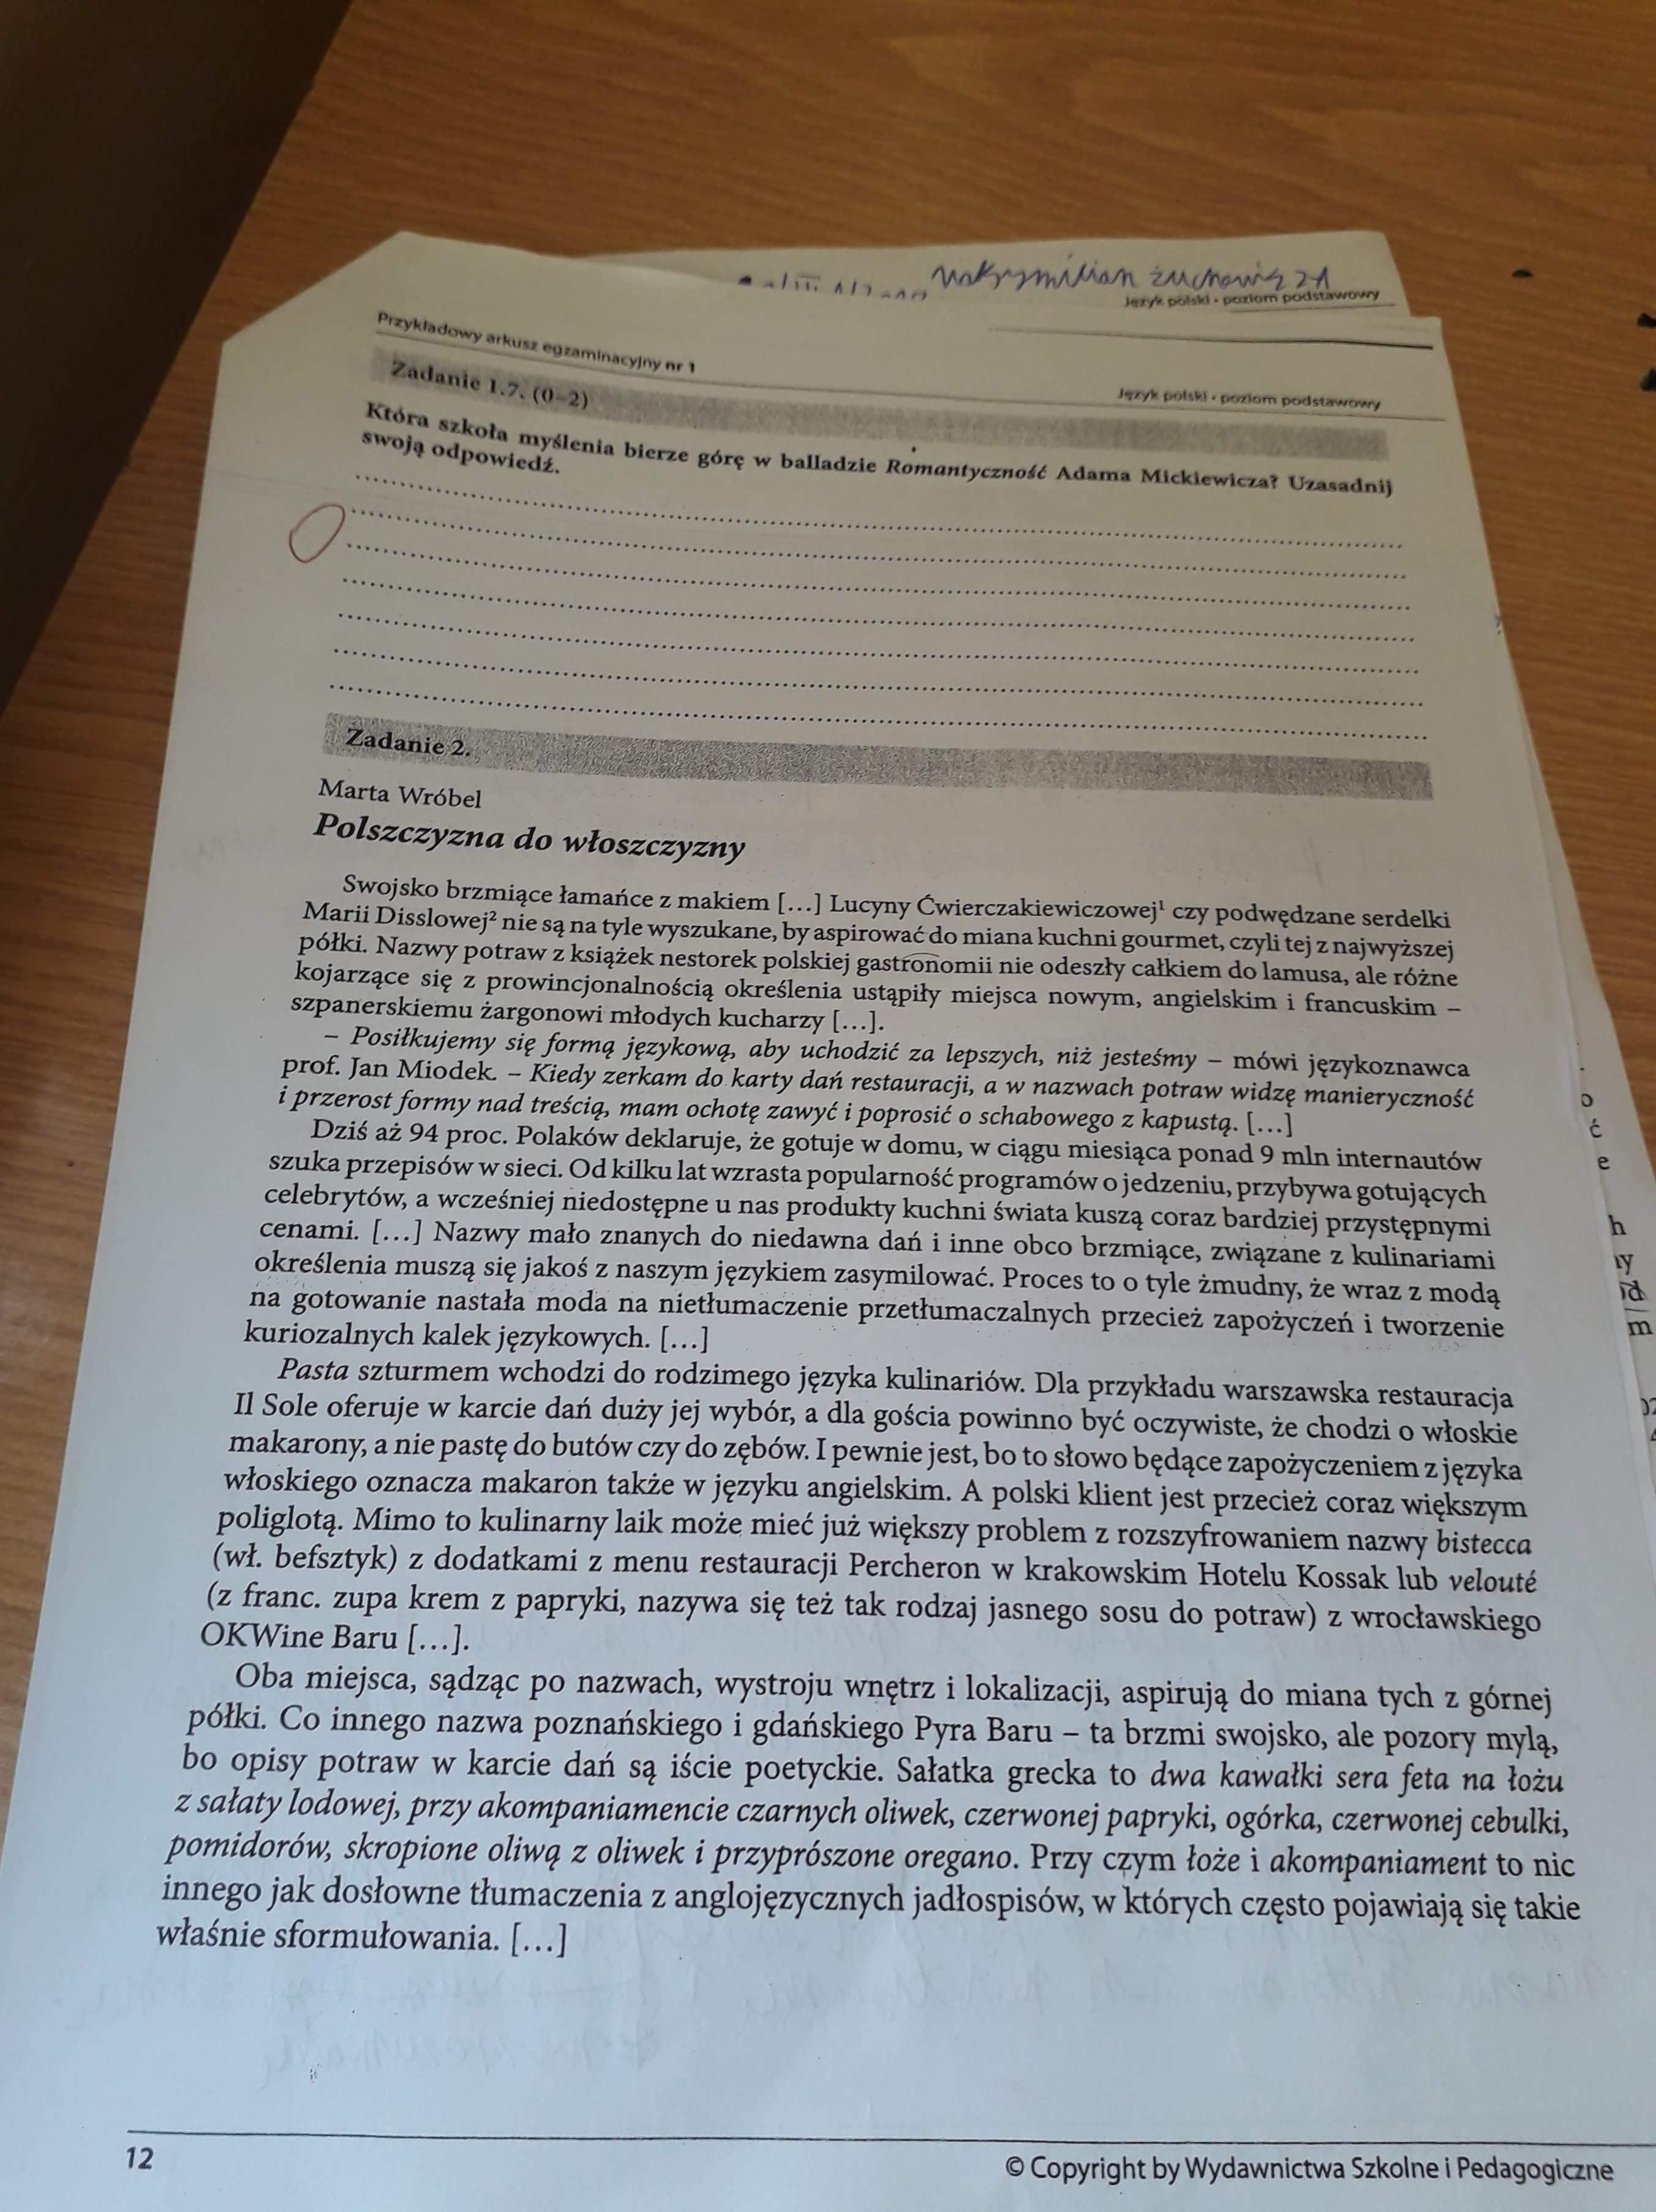 Maksymilian
Język polski • poziom podstawowy
Przykładowy arkusz egzaminacyjny nr 1
Język polski • poziom podstawowy
Zadanie 1.7. (0–2)
Która szkoła myślenia bierze górę w balladzie Romantyczność Adama Mickiewicza? Uzasadnij
swoją odpowiedź.
Zadanie 2.
Marta Wróbel
Polszczyzna do włoszczyzny
Swojsko brzmiące łamańce z makiem [...] Lucyny Ćwierczakiewiczowej¹ czy podwędzane serdelki
Marii Disslowej² nie są na tyle wyszukane, by aspirować do miana kuchni gourmet, czyli tej z najwyższej
półki. Nazwy potraw z książek nestorek polskiej gastronomii nie odeszły całkiem do lamusa, ale różne
kojarzące się z prowincjonalnością określenia ustąpiły miejsca nowym, angielskim i francuskim –
szpanerskiemu żargonowi młodych kucharzy [...].
– Posiłkujemy się formą językową, aby uchodzić za lepszych, niż jesteśmy – mówi językoznawca
prof. Jan Miodek. – Kiedy zerkam do karty dań restauracji, a w nazwach potraw widzę manieryczność
i przerost formy nad treścią, mam ochotę zawyć i poprosić o schabowego z kapustą. [...]
Dziś aż 94 proc. Polaków deklaruje, że gotuje w domu, w ciągu miesiąca ponad 9 mln internautów
szuka przepisów w sieci. Od kilku lat wzrasta popularność programów o jedzeniu, przybywa gotujących
celebrytów, a wcześniej niedostępne u nas produkty kuchni świata kuszą coraz bardziej przystępnymi
cenami. [...] Nazwy mało znanych do niedawna dań i inne obco brzmiące, związane z kulinariami
określenia muszą się jakoś z naszym językiem zasymilować. Proces to o tyle żmudny, że wraz z modą
na gotowanie nastała moda na nietłumaczenie przetłumaczalnych przecież zapożyczeń i tworzenie
kuriozalnych kalek językowych. [...]
Pasta szturmem wchodzi do rodzimego języka kulinariów. Dla przykładu warszawska restauracja
Il Sole oferuje w karcie dań duży jej wybór, a dla gościa powinno być oczywiste, że chodzi o włoskie
makarony, a nie pastę do butów czy do zębów. I pewnie jest, bo to słowo będące zapożyczeniem z języka
włoskiego oznacza makaron także w języku angielskim. A polski klient jest przecież coraz większym
poliglotą. Mimo to kulinarny laik może mieć już większy problem z rozszyfrowaniem nazwy bistecca
(wł. befsztyk) z dodatkami z menu restauracji Percheron w krakowskim Hotelu Kossak lub velouté
(z franc. zupa krem z papryki, nazywa się też tak rodzaj jasnego sosu do potraw) z wrocławskiego
OKWine Baru [...].
Oba miejsca, sądząc po nazwach, wystroju wnętrz i lokalizacji, aspirują do miana tych z górnej
półki. Co innego nazwa poznańskiego i gdańskiego Pyra Baru – ta brzmi swojsko, ale pozory mylą,
bo opisy potraw w karcie dań są iście poetyckie. Sałatka grecka to dwa kawałki sera feta na łożu
z sałaty lodowej, przy akompaniamencie czarnych oliwek, czerwonej papryki, ogórka, czerwonej cebulki,
pomidorów, skropione oliwą z oliwek i przyprószone oregano. Przy czym łoże i akompaniament to nic
innego jak dosłowne tłumaczenia z anglojęzycznych jadłospisów, w których często pojawiają się takie
właśnie sformułowania. [...]
12
© Copyright by Wydawnictwa Szkolne i Pedagogiczne